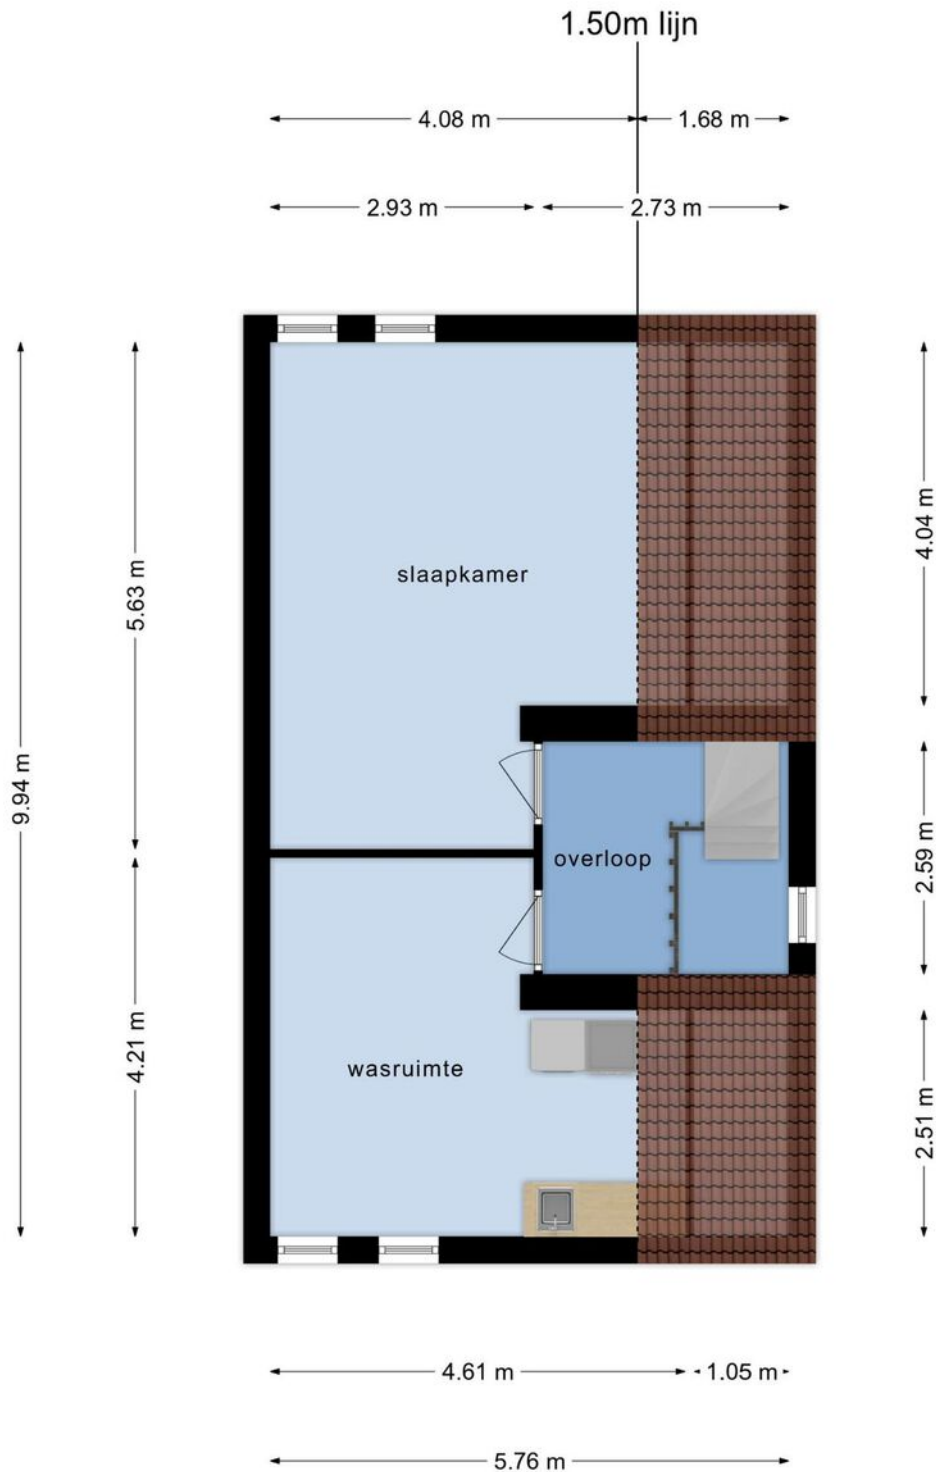 1.50m lijn
4.08 m
1.68 m
2.93 m
2.73 m
slaapkamer
4.04 m
5.63 m
9.94 m
overloop
2.59 m
wasruimte
4.21 m
2.51 m
4.61 m
1.05 m
5.76 m